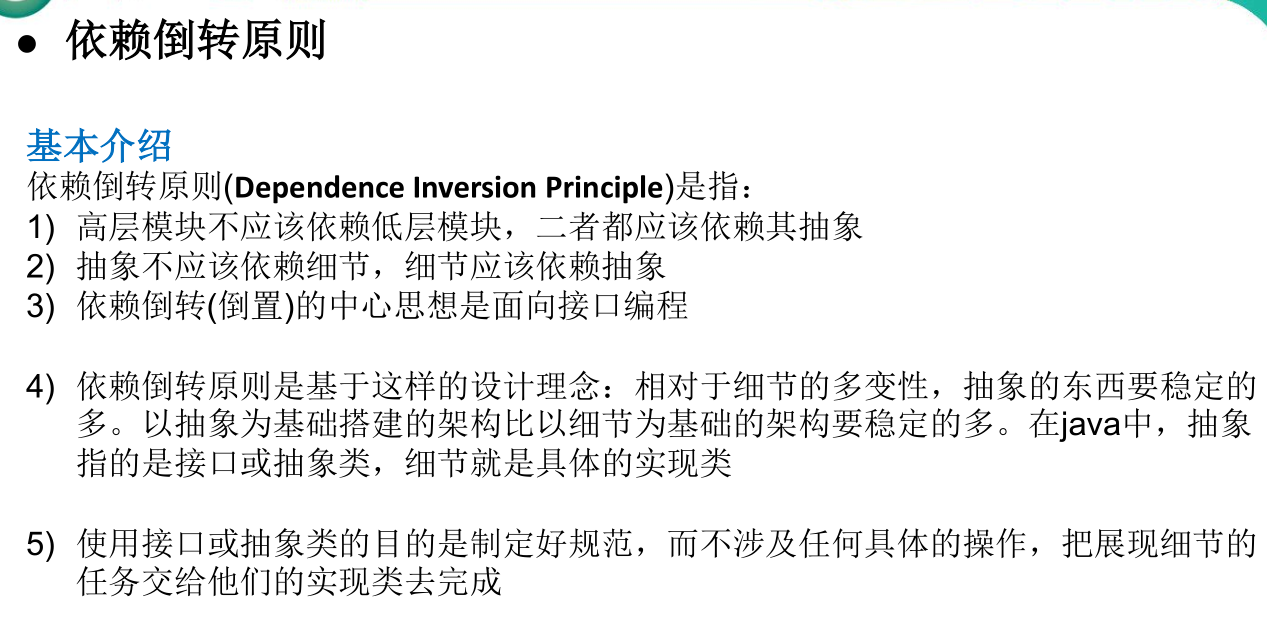 ● 依赖倒转原则
基本介绍
依赖倒转原则(Dependence Inversion Principle)是指：
1) 高层模块不应该依赖低层模块，二者都应该依赖其抽象
2) 抽象不应该依赖细节，细节应该依赖抽象
3) 依赖倒转(倒置)的中心思想是面向接口编程
4) 依赖倒转原则是基于这样的设计理念：相对于细节的多变性，抽象的东西要稳定的
多。以抽象为基础搭建的架构比以细节为基础的架构要稳定的多。在java中，抽象
指的是接口或抽象类，细节就是具体的实现类
5) 使用接口或抽象类的目的是制定好规范，而不涉及任何具体的操作，把展现细节的
任务交给他们的实现类去完成